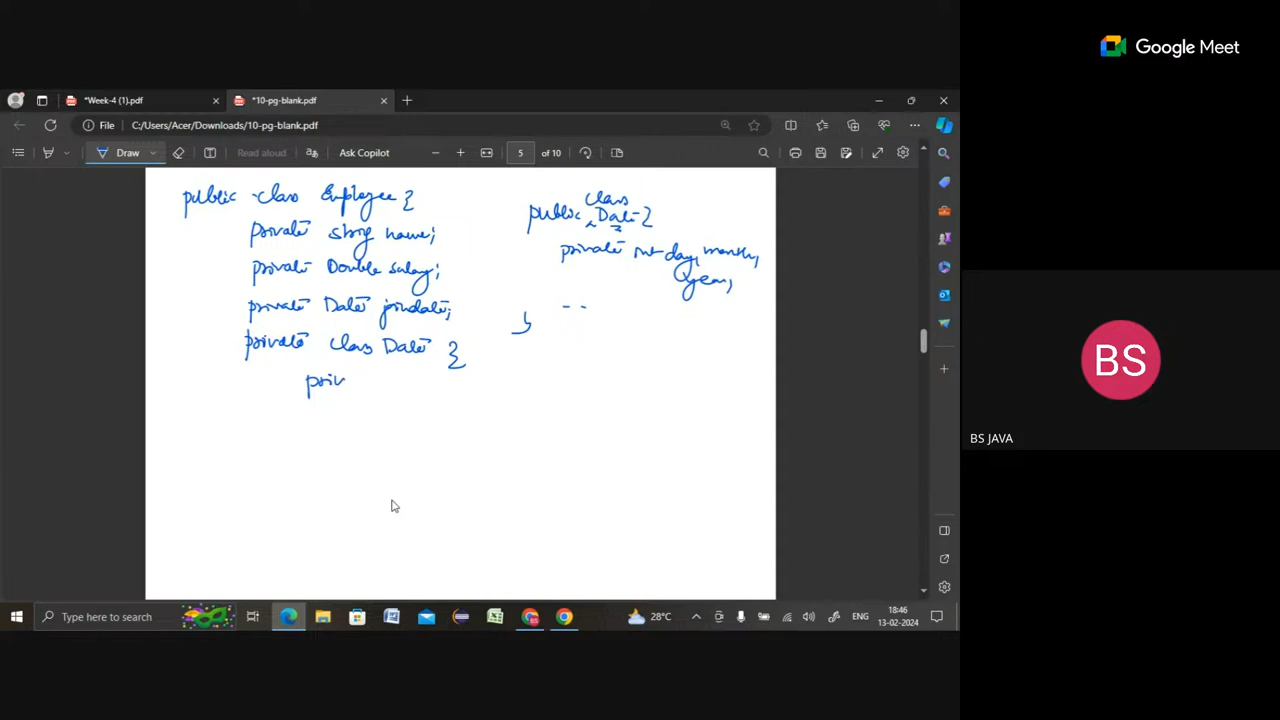 Google Meet
*Week-4 (1).pdf
*10-pg-blank.pdf
File
C:/Users/Acer/Downloads/10-pg-blank.pdf
Draw
Read aloud
Ask Copilot
5 of 10
public class Employee {
private string name;
private Double salary;
private Date joindate;
private class Date {
priv
class
public Date {
private int day, month,
year;
- -
}
BS
BS JAVA
Type here to search
28°C
ENG
18:46
13-02-2024